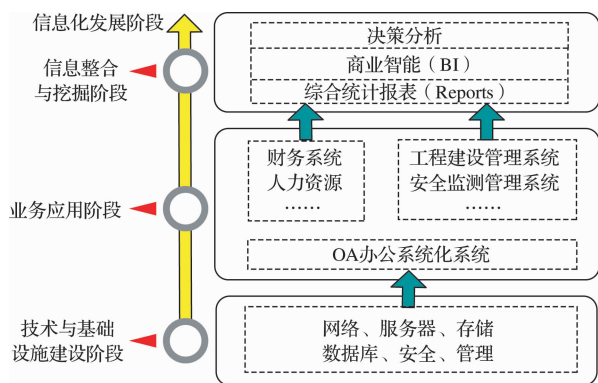 信息化发展阶段
信息整合
与挖掘阶段
业务应用阶段
技术与基础
设施建设阶段
决策分析
商业智能（BI）
综合统计报表（Reports）
财务系统
人力资源
……
工程建设管理系统
安全监测管理系统
……
OA办公系统化系统
网络、服务器、存储
数据库、安全、管理